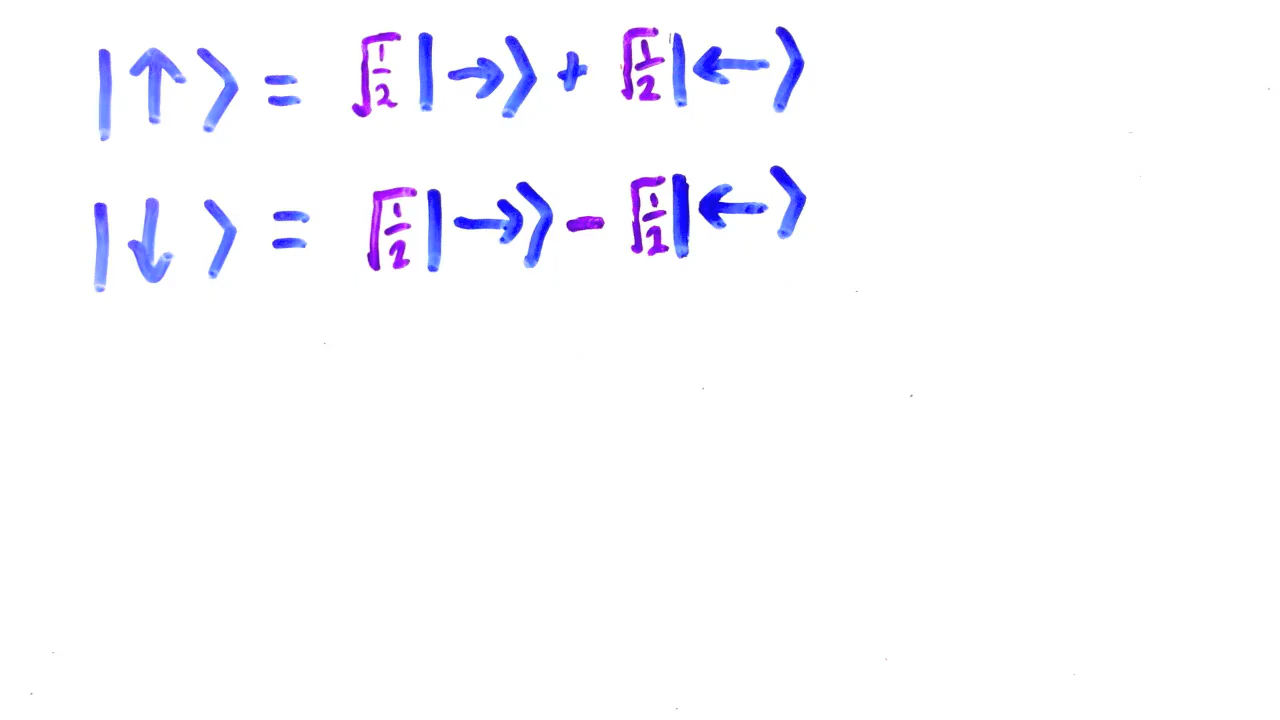 |↑⟩ = √½ |→⟩ + √½ |←⟩
|↓⟩ = √½ |→⟩ - √½ |←⟩